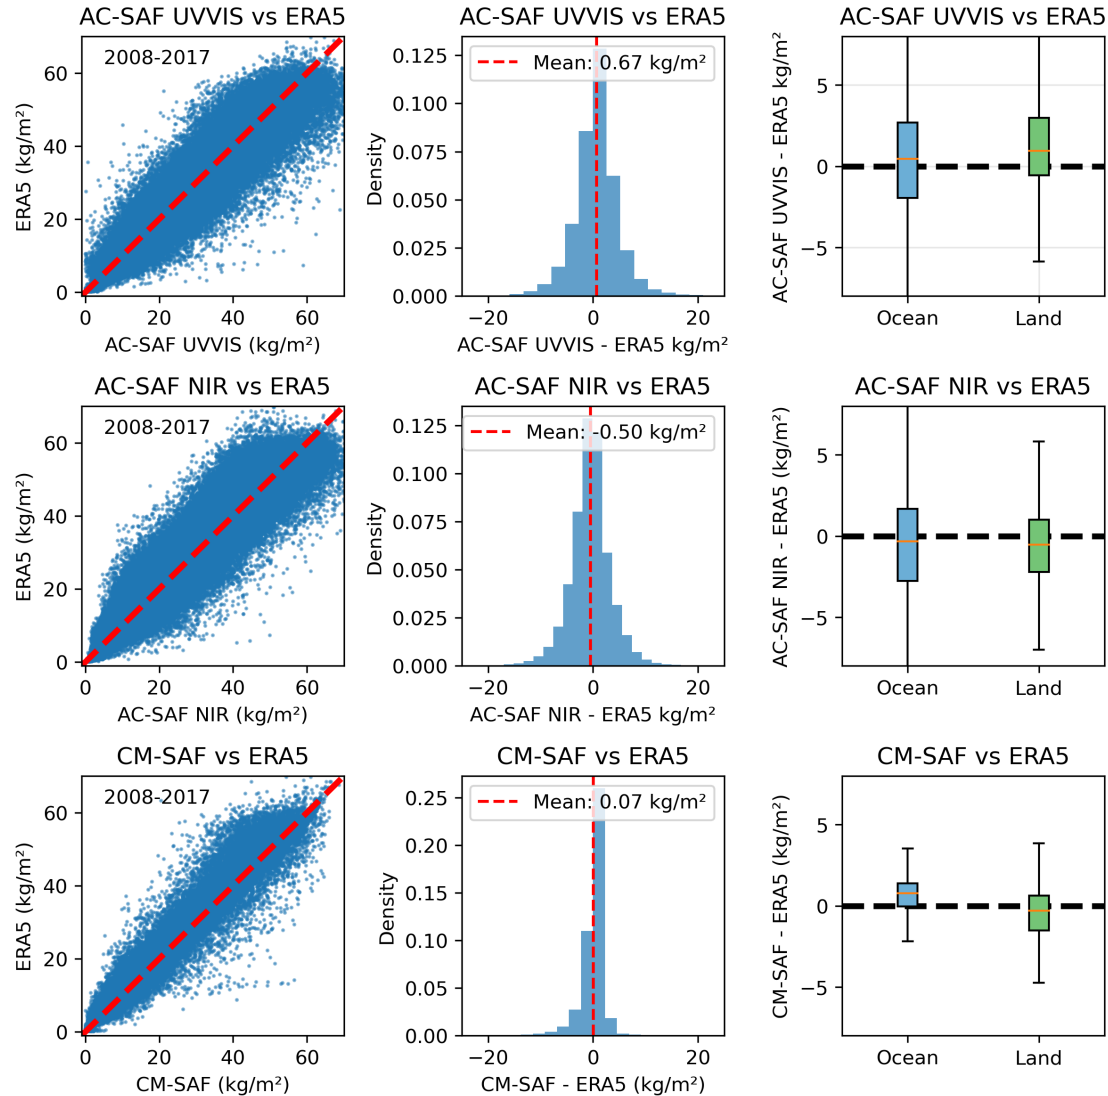 AC-SAF UVVIS vs ERA5
2008-2017
ERA5 (kg/m²)
60
40
20
0
0 20 40 60
AC-SAF UVVIS (kg/m²)
AC-SAF UVVIS vs ERA5
Mean: 0.67 kg/m²
Density
0.125
0.100
0.075
0.050
0.025
0.000
−20 0 20
AC-SAF UVVIS - ERA5 kg/m²
AC-SAF UVVIS vs ERA5
AC-SAF UVVIS - ERA5 kg/m²
5
0
−5
Ocean Land
AC-SAF NIR vs ERA5
2008-2017
ERA5 (kg/m²)
60
40
20
0
0 20 40 60
AC-SAF NIR (kg/m²)
AC-SAF NIR vs ERA5
Mean: -0.50 kg/m²
Density
0.125
0.100
0.075
0.050
0.025
0.000
−20 0 20
AC-SAF NIR - ERA5 kg/m²
AC-SAF NIR vs ERA5
AC-SAF NIR - ERA5 (kg/m²)
5
0
−5
Ocean Land
CM-SAF vs ERA5
2008-2017
ERA5 (kg/m²)
60
40
20
0
0 20 40 60
CM-SAF (kg/m²)
CM-SAF vs ERA5
Mean: 0.07 kg/m²
Density
0.25
0.20
0.15
0.10
0.05
0.00
−20 0 20
CM-SAF - ERA5 (kg/m²)
CM-SAF vs ERA5
CM-SAF - ERA5 (kg/m²)
5
0
−5
Ocean Land